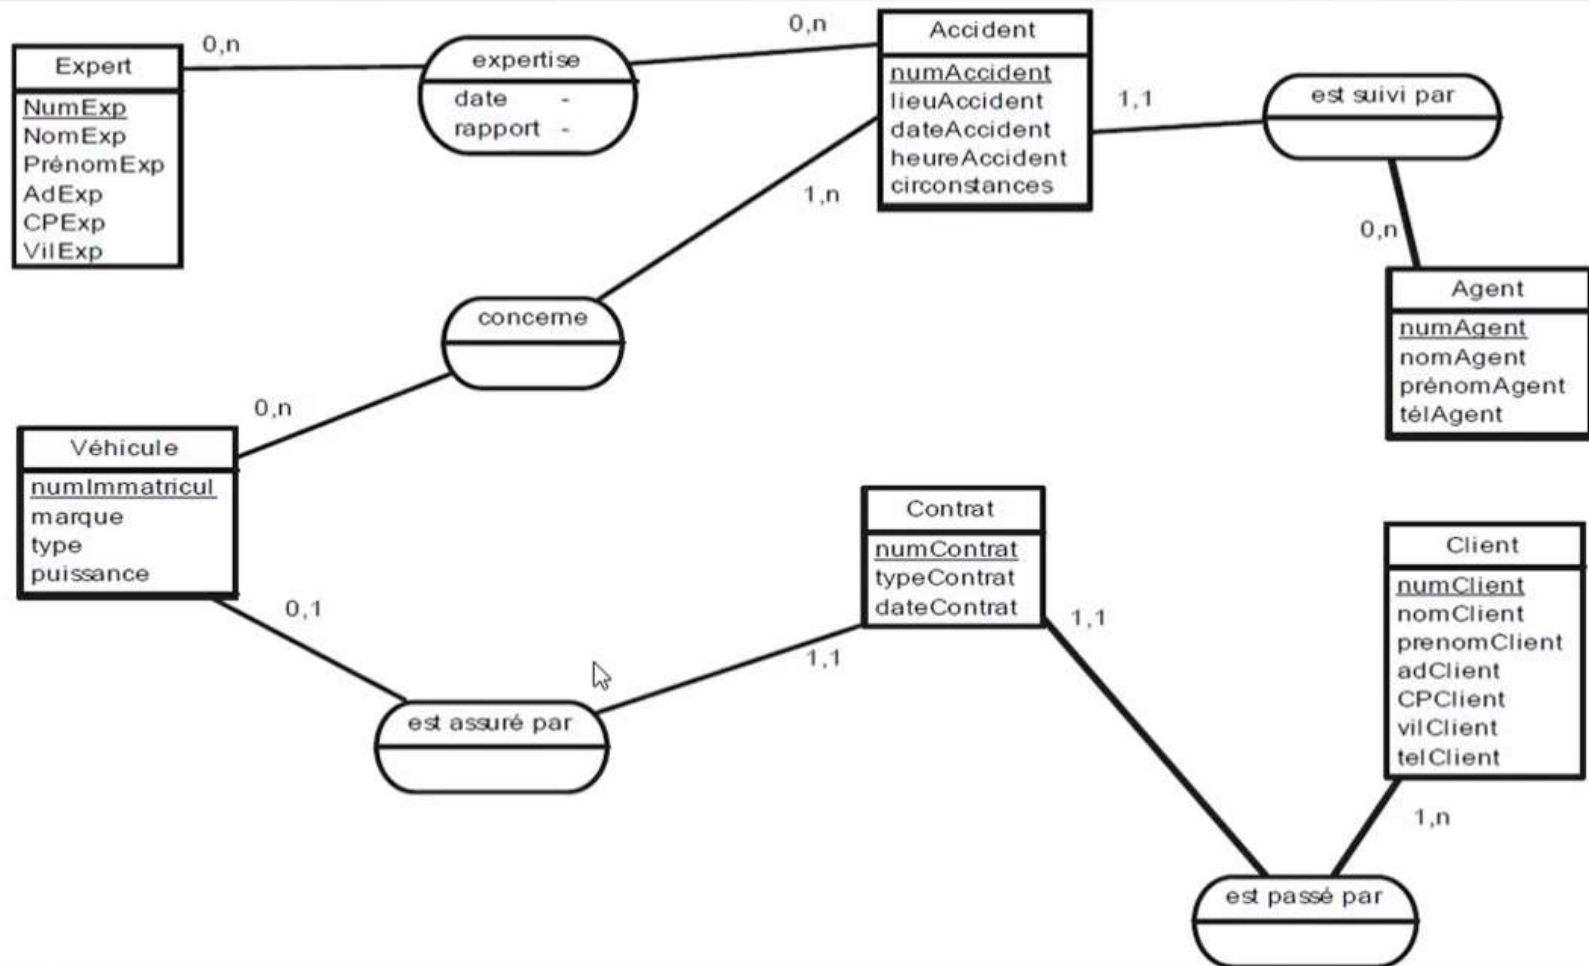 Expert
NumExp
NomExp
PrénomExp
AdExp
CPExp
VilExp
0,n
expertise
date -
rapport -
0,n
Accident
numAccident
lieuAccident
dateAccident
heureAccident
circonstances
1,1
est suivi par
0,n
Agent
numAgent
nomAgent
prénomAgent
télAgent
1,n
concerne
0,n
Véhicule
numImmatricul
marque
type
puissance
0,1
est assuré par
1,1
Contrat
numContrat
typeContrat
dateContrat
1,1
Client
numClient
nomClient
prenomClient
adClient
CPClient
vilClient
telClient
1,n
est passé par